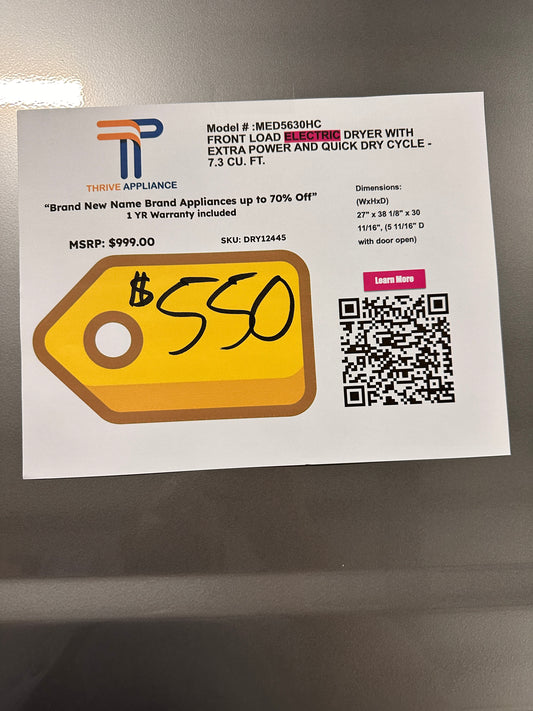 TP
THRIVE APPLIANCE
Model # :MED5630HC
FRONT LOAD ELECTRIC DRYER WITH
EXTRA POWER AND QUICK DRY CYCLE -
7.3 CU. FT.
“Brand New Name Brand Appliances up to 70% Off”
1 YR Warranty included
MSRP: $999.00
SKU: DRY12445
$550
Dimensions:
(WxHxD)
27" x 38 1/8" x 30
11/16", (5 11/16" D
with door open)
Learn More